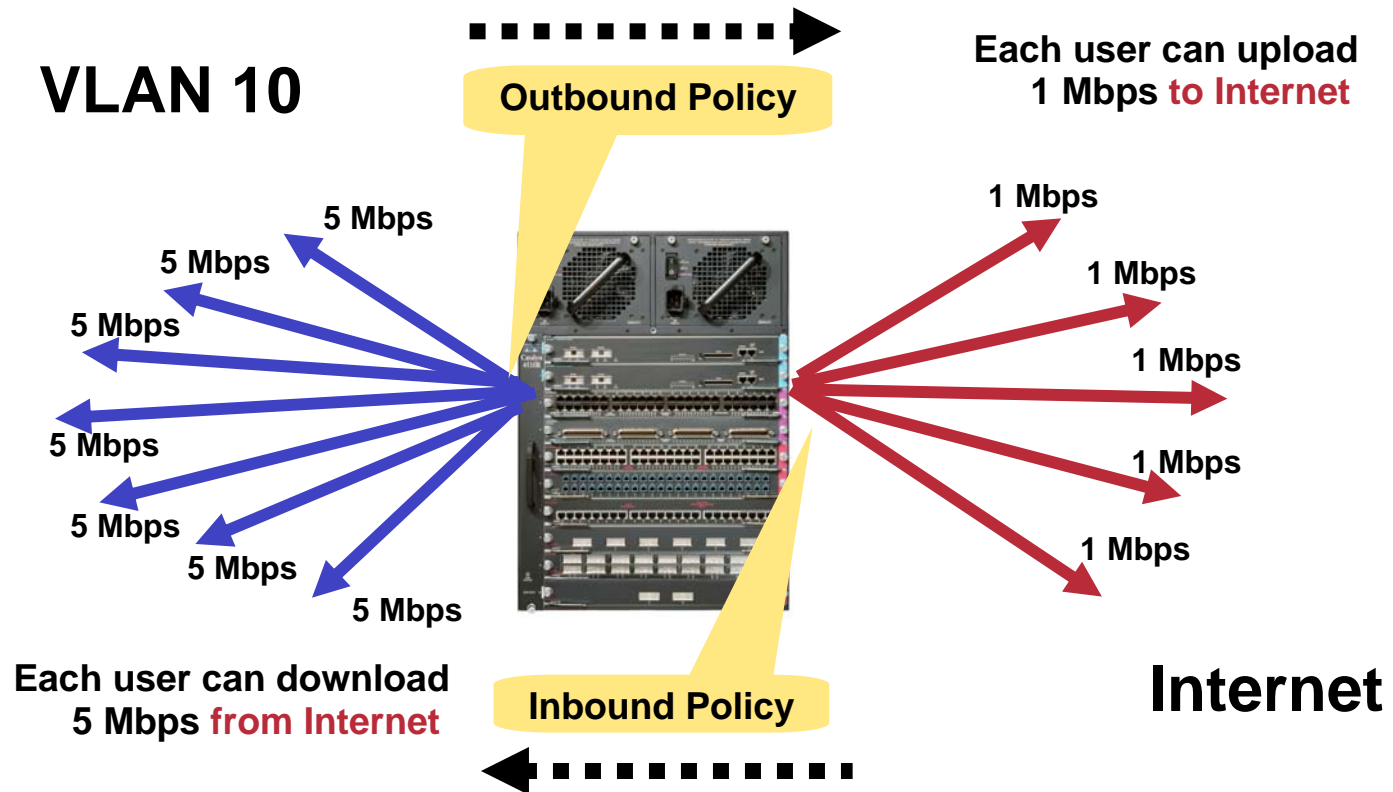 VLAN 10
Outbound Policy
Each user can upload
1 Mbps to Internet
5 Mbps
5 Mbps
5 Mbps
5 Mbps
5 Mbps
5 Mbps
5 Mbps
1 Mbps
1 Mbps
1 Mbps
1 Mbps
1 Mbps
Each user can download
5 Mbps from Internet
Inbound Policy
Internet